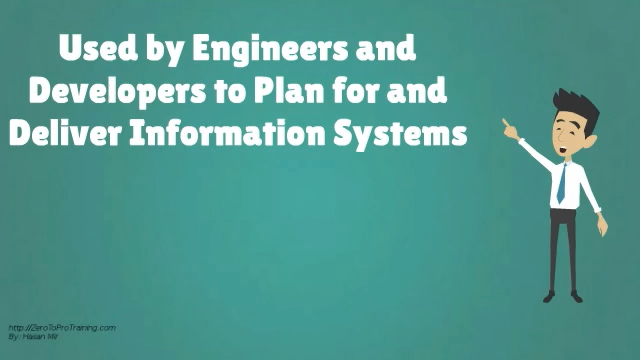 Used by Engineers and
Developers to Plan for and
Deliver Information Systems
http://ZeroToProTraining.com
By: Hasan Mir